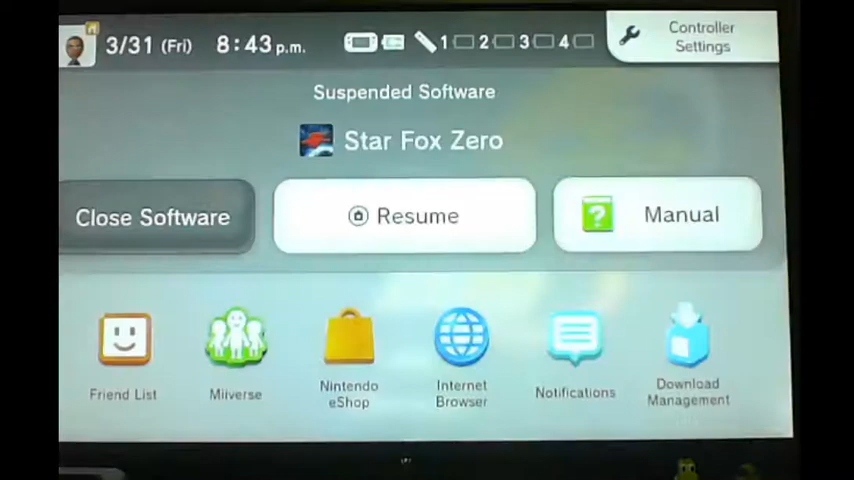 3/31 (Fri) 8:43 p.m. 1 2 3 4
Controller
Settings
Suspended Software
Star Fox Zero
Close Software
Resume
Manual
Friend List
Miiverse
Nintendo
eShop
Internet
Browser
Notifications
Download
Management